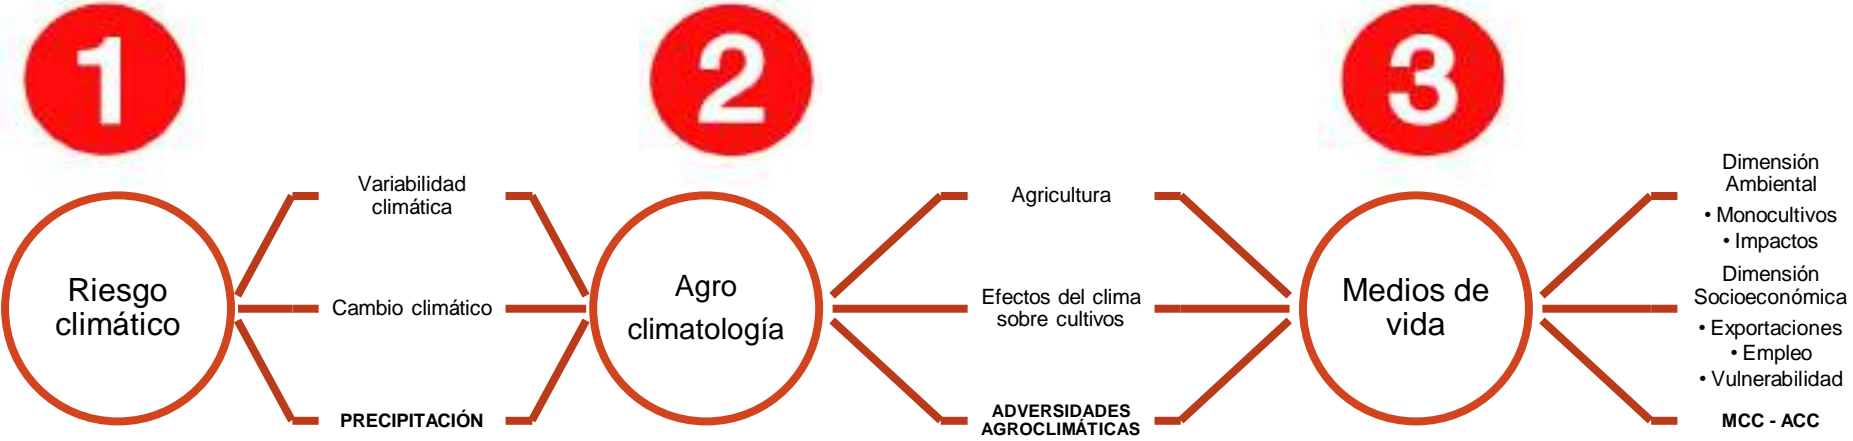 1
2
3
Riesgo
climático
Variabilidad
climática
Cambio climático
PRECIPITACIÓN
Agro
climatología
Agricultura
Efectos del clima
sobre cultivos
ADVERSIDADES
AGROCLIMÁTICAS
Medios de
vida
Dimensión
Ambiental
• Monocultivos
• Impactos
Dimensión
Socioeconómica
• Exportaciones
• Empleo
• Vulnerabilidad
MCC - ACC